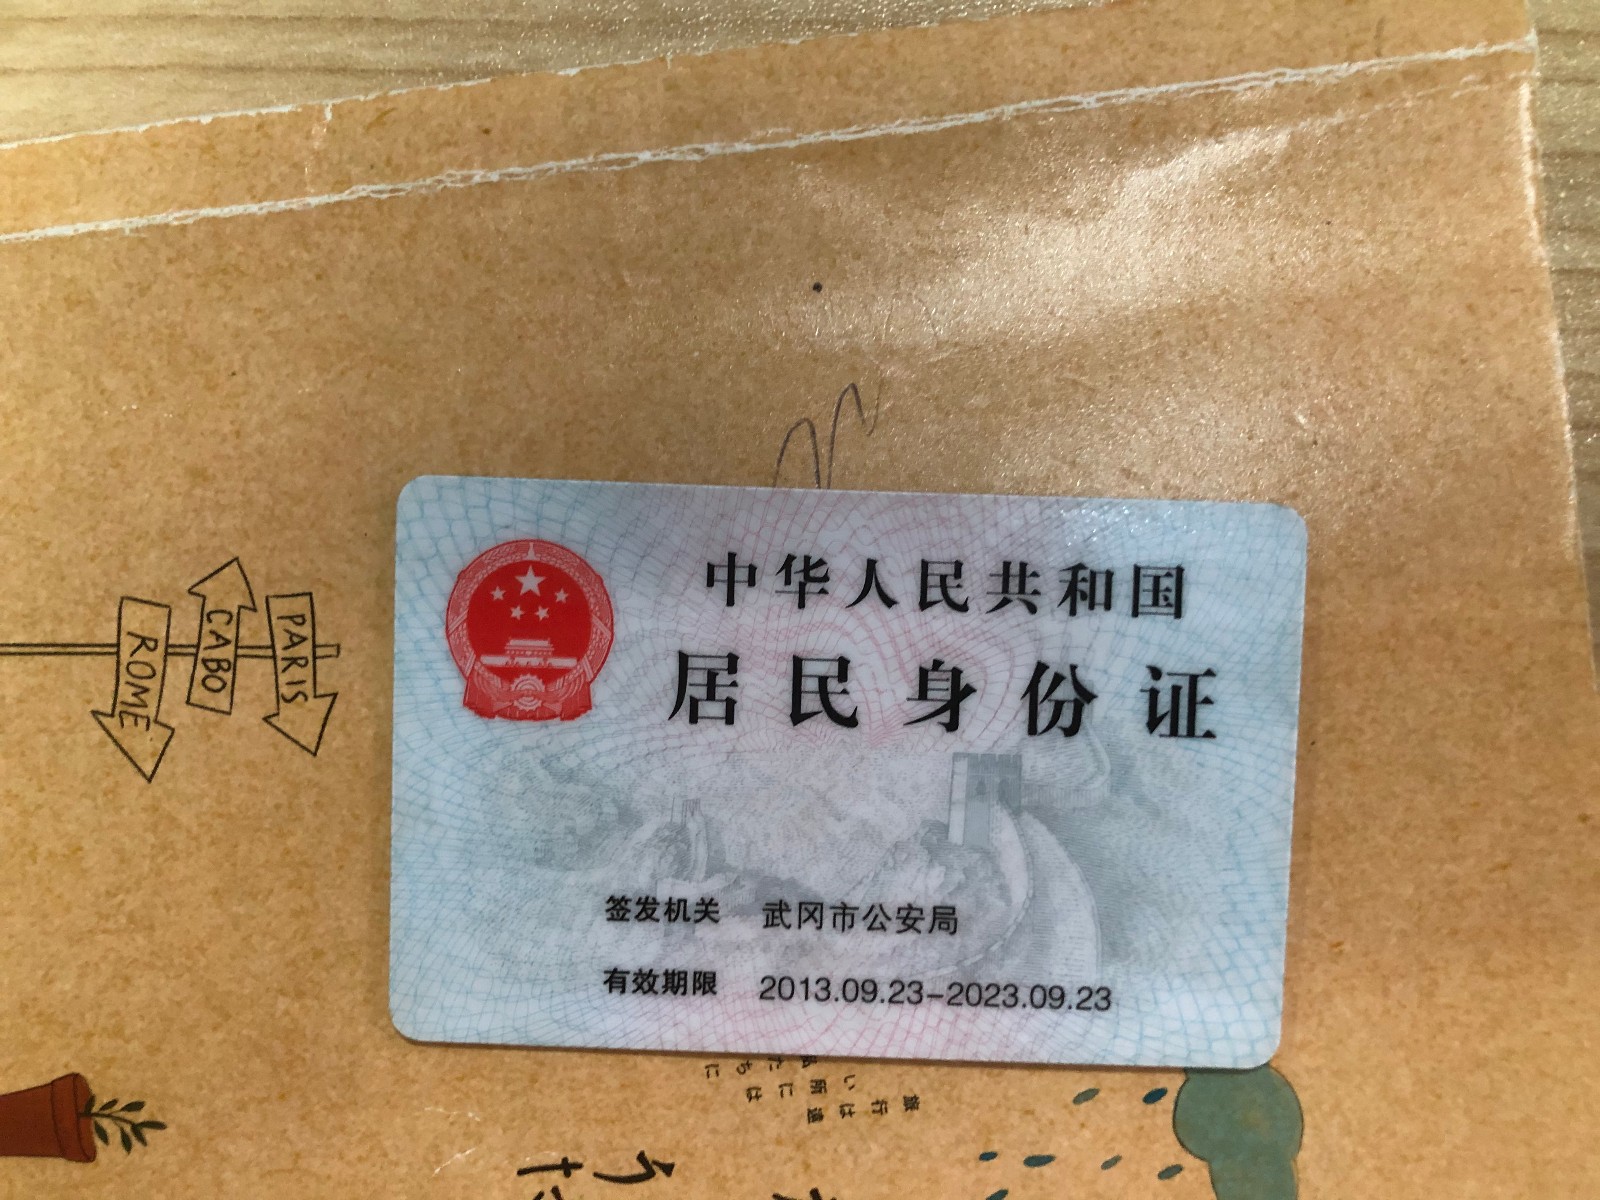 中华人民共和国
居民身份证
签发机关 武冈市公安局
有效期限 2013.09.23-2023.09.23
PARIS
CABO
ROME